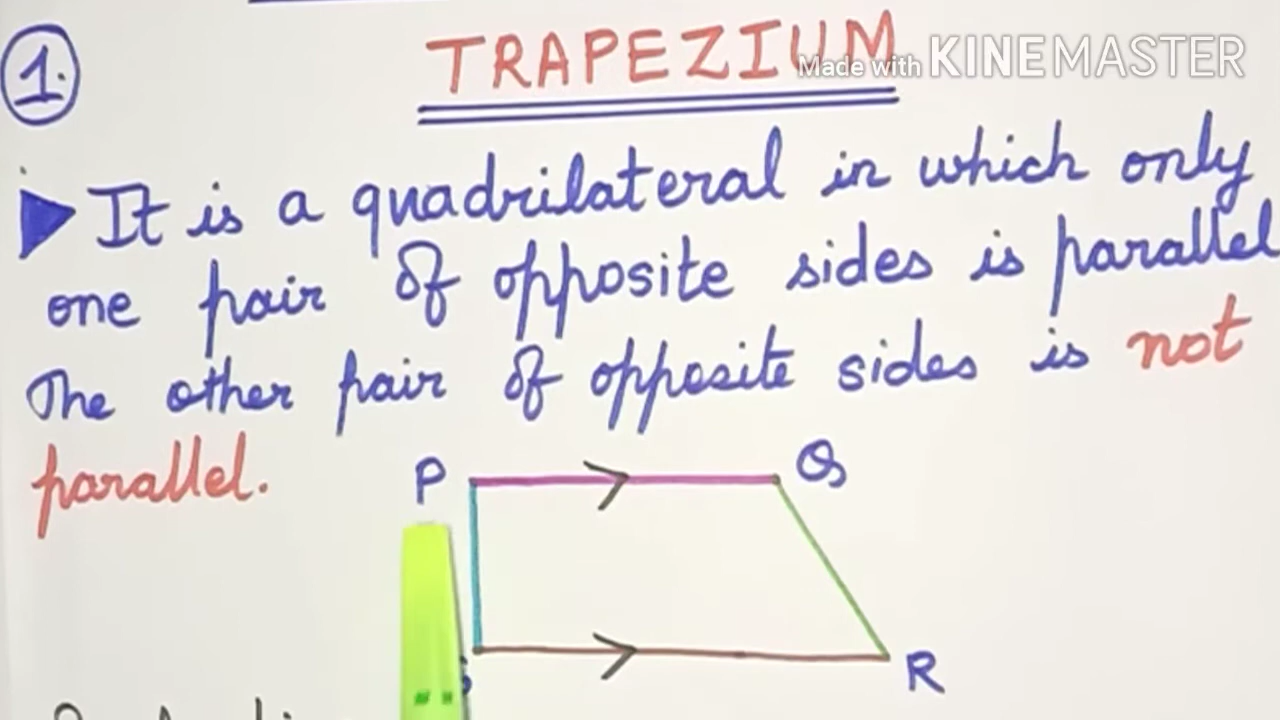 1.
TRAPEZIUM
Made with KINEMASTER
It is a quadrilateral in which only
one pair of opposite sides is parallel
The other pair of opposite sides is not
parallel.
P
Q
R